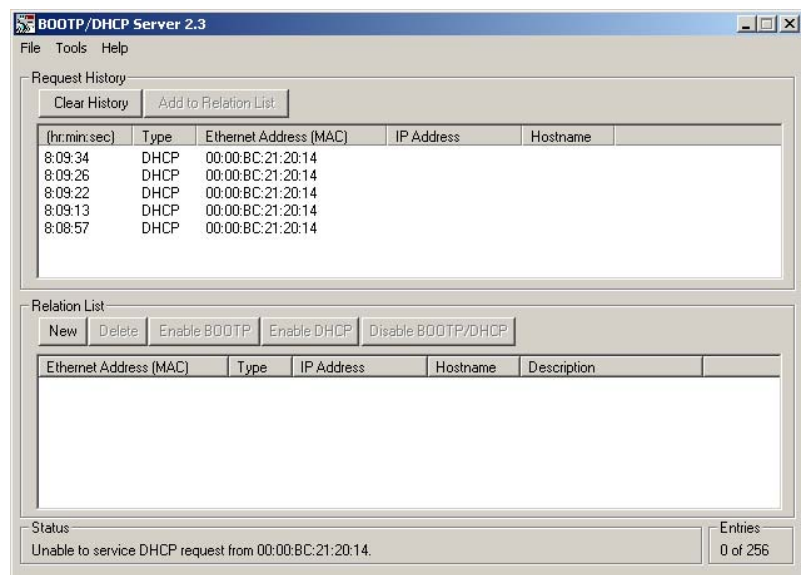 BOOTP/DHCP Server 2.3
File Tools Help
Request History
Clear History Add to Relation List
(hr:min:sec) Type Ethernet Address (MAC) IP Address Hostname
8:09:34 DHCP 00:00:BC:21:20:14
8:09:26 DHCP 00:00:BC:21:20:14
8:09:22 DHCP 00:00:BC:21:20:14
8:09:13 DHCP 00:00:BC:21:20:14
8:08:57 DHCP 00:00:BC:21:20:14
Relation List
New Delete Enable BOOTP Enable DHCP Disable BOOTP/DHCP
Ethernet Address (MAC) Type IP Address Hostname Description
Status
Unable to service DHCP request from 00:00:BC:21:20:14.
Entries
0 of 256